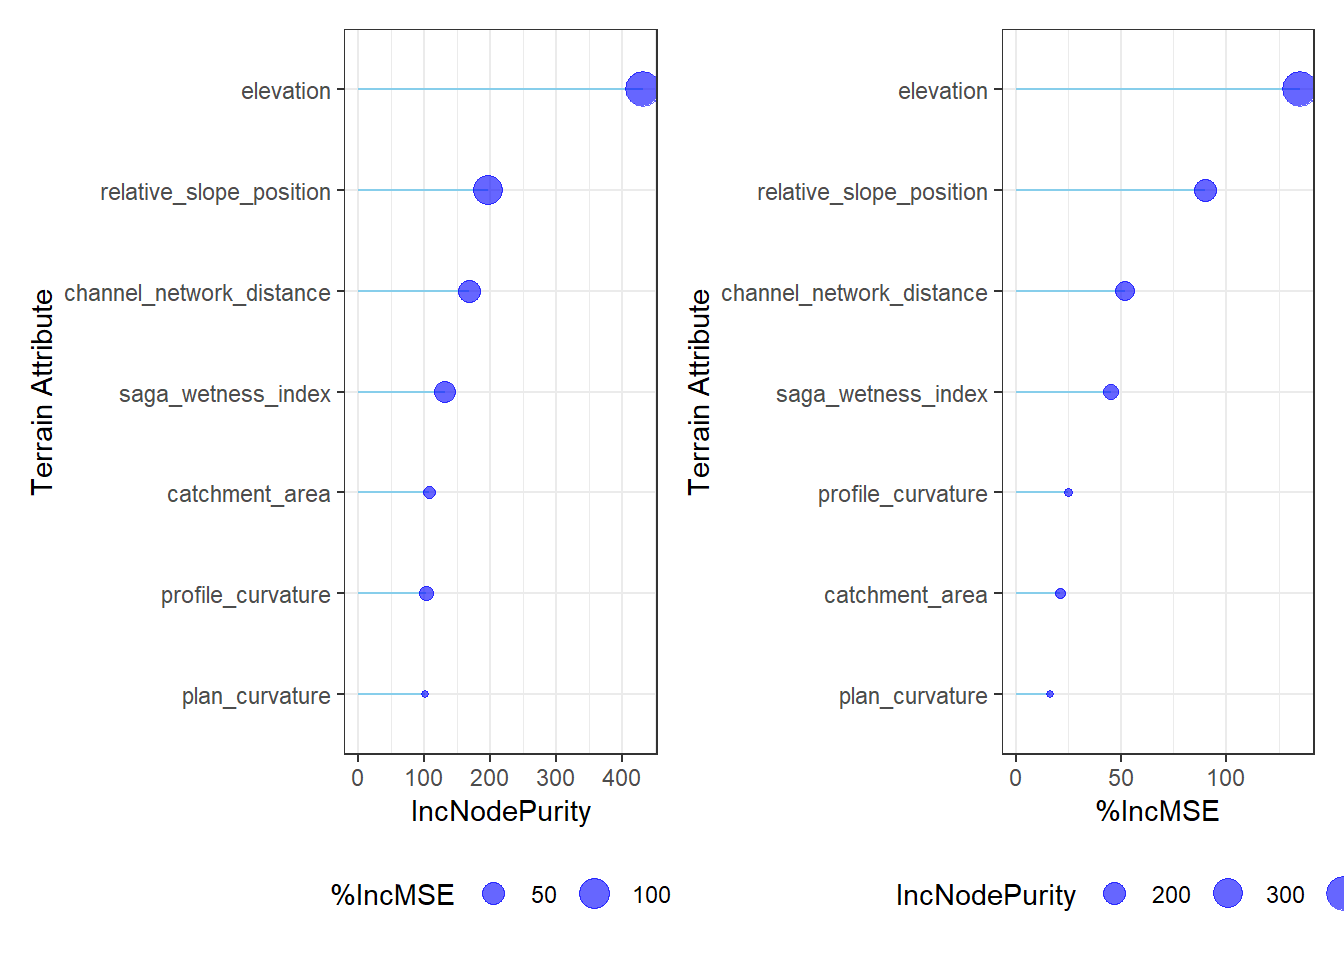 elevation
relative_slope_position
channel_network_distance
saga_wetness_index
catchment_area
profile_curvature
plan_curvature
Terrain Attribute
0 100 200 300 400
IncNodePurity
%IncMSE 50 100
elevation
relative_slope_position
channel_network_distance
saga_wetness_index
profile_curvature
catchment_area
plan_curvature
Terrain Attribute
0 50 100
%IncMSE
IncNodePurity 200 300